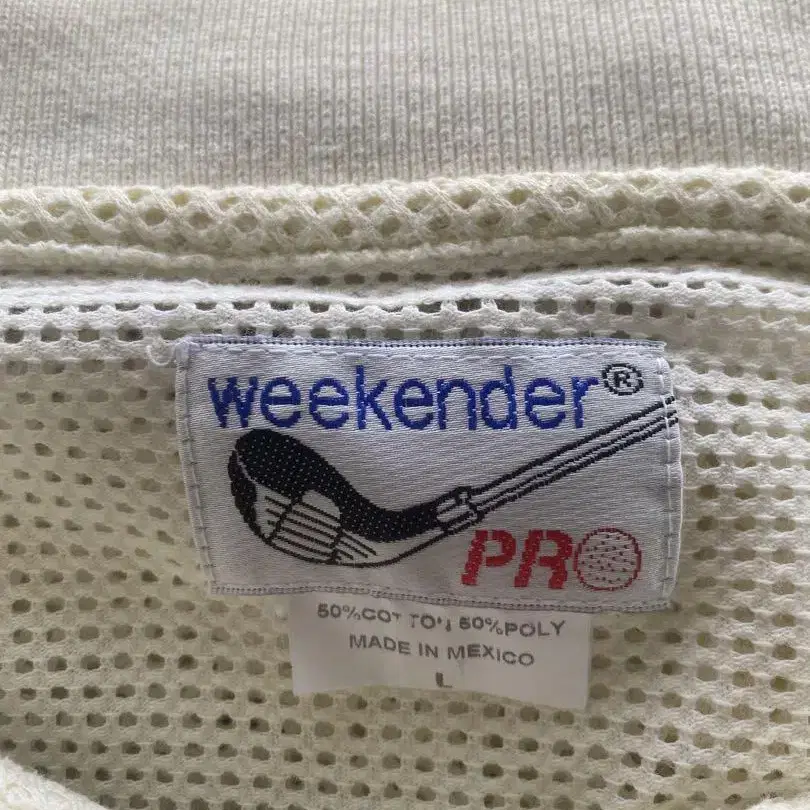 weekender®
PRO
50%COTTON 50%POLY
MADE IN MEXICO
L